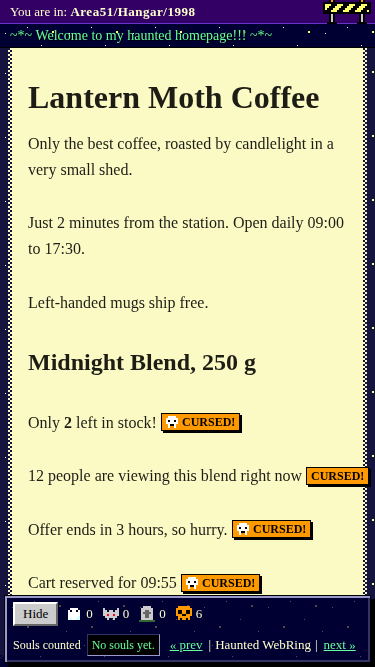 You are in: Area51/Hangar/1998
~*~ Welcome to my haunted homepage!!! ~*~
Lantern Moth Coffee
Only the best coffee, roasted by candlelight in a
very small shed.
Just 2 minutes from the station. Open daily 09:00
to 17:30.
Left-handed mugs ship free.
Midnight Blend, 250 g
Only 2 left in stock! CURSED!
12 people are viewing this blend right now CURSED!
Offer ends in 3 hours, so hurry. CURSED!
Cart reserved for 09:55 CURSED!
Hide 0 0 0 6
Souls counted No souls yet. « prev | Haunted WebRing | next »